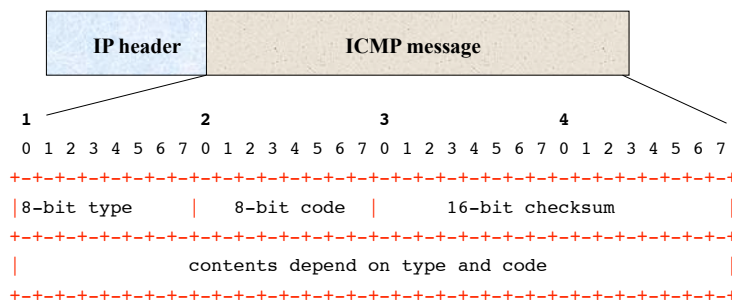 IP header ICMP message
1 2 3 4
0 1 2 3 4 5 6 7 0 1 2 3 4 5 6 7 0 1 2 3 4 5 6 7 0 1 2 3 4 5 6 7
+-+-+-+-+-+-+-+-+-+-+-+-+-+-+-+-+-+-+-+-+-+-+-+-+-+-+-+-+-+-+-+-+
|8-bit type | 8-bit code | 16-bit checksum |
+-+-+-+-+-+-+-+-+-+-+-+-+-+-+-+-+-+-+-+-+-+-+-+-+-+-+-+-+-+-+-+-+
| contents depend on type and code |
+-+-+-+-+-+-+-+-+-+-+-+-+-+-+-+-+-+-+-+-+-+-+-+-+-+-+-+-+-+-+-+-+